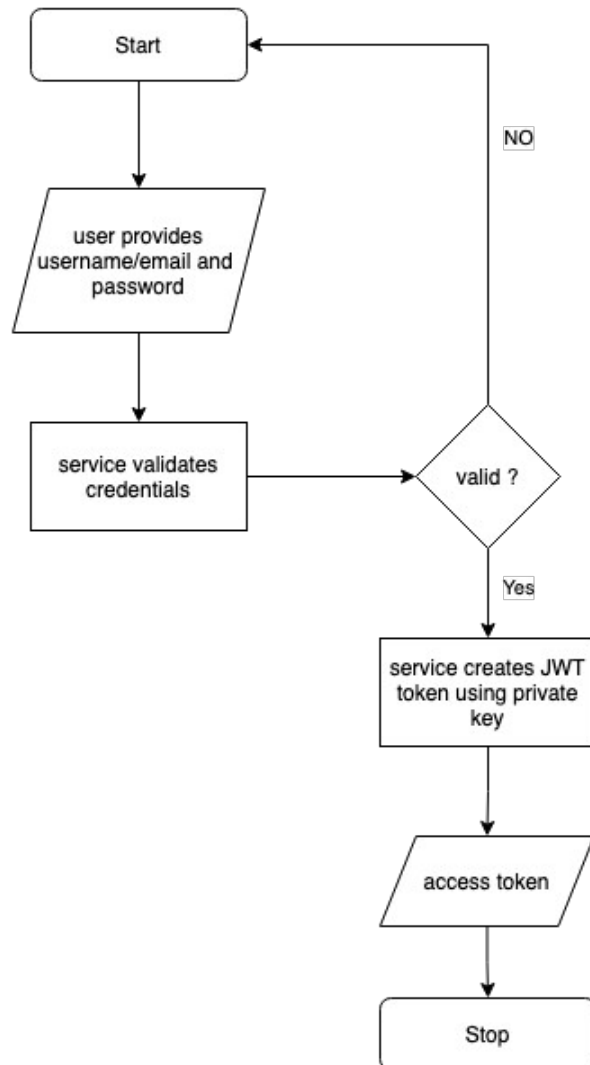 Start
NO
user provides
username/email and
password
service validates
credentials
valid ?
Yes
service creates JWT
token using private
key
access token
Stop